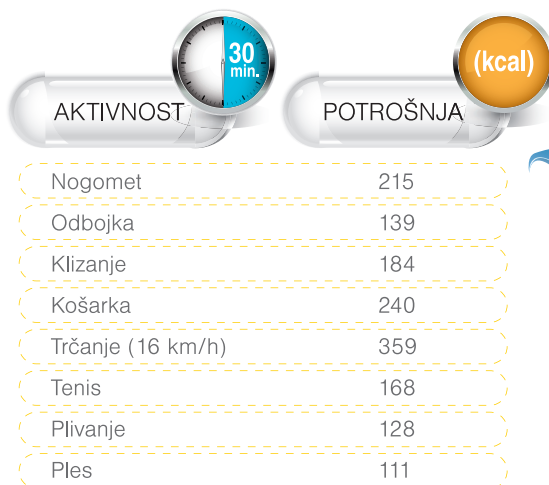 30
min.
(kcal)
AKTIVNOST
POTROŠNJA
Nogomet 215
Odbojka 139
Klizanje 184
Košarka 240
Trčanje (16 km/h) 359
Tenis 168
Plivanje 128
Ples 111